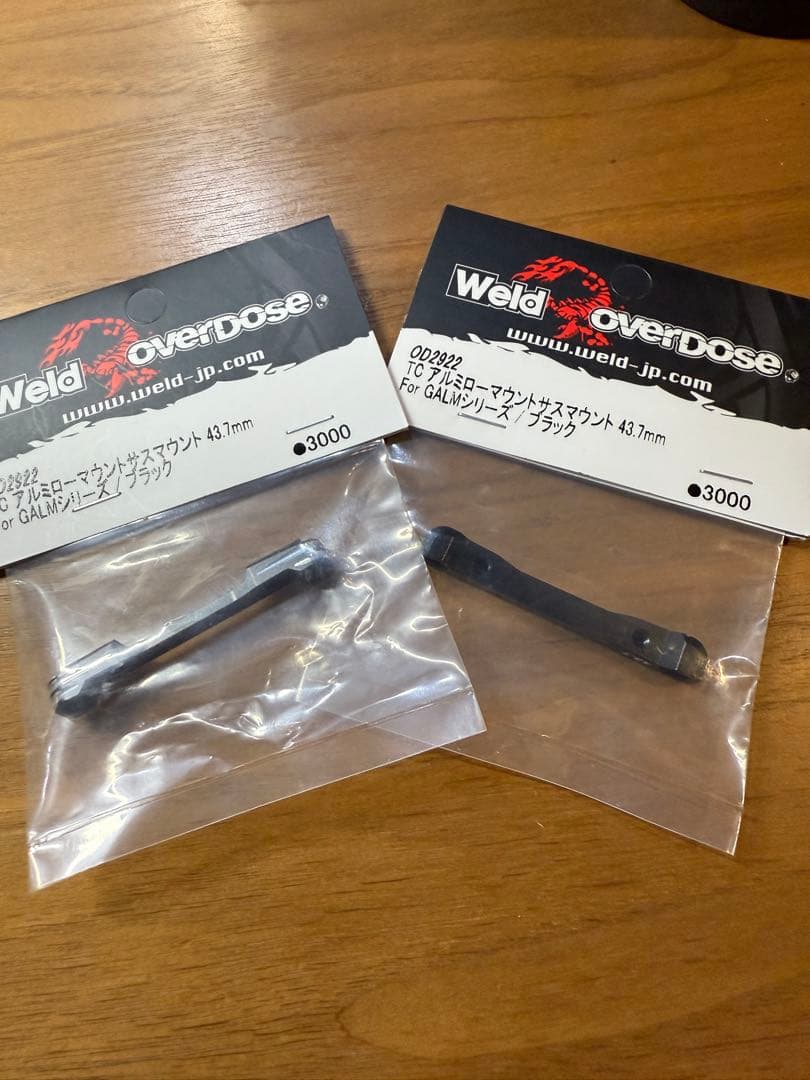 Weld OVERDOSE.
www.weld-jp.com
OD2922
TC アルミローマウントサスマウント 43.7mm
For GALMシリーズ / ブラック
●3000
Weld OVERDOSE.
www.weld-jp.com
OD2922
TC アルミローマウントサスマウント 43.7mm
For GALMシリーズ / ブラック
●3000